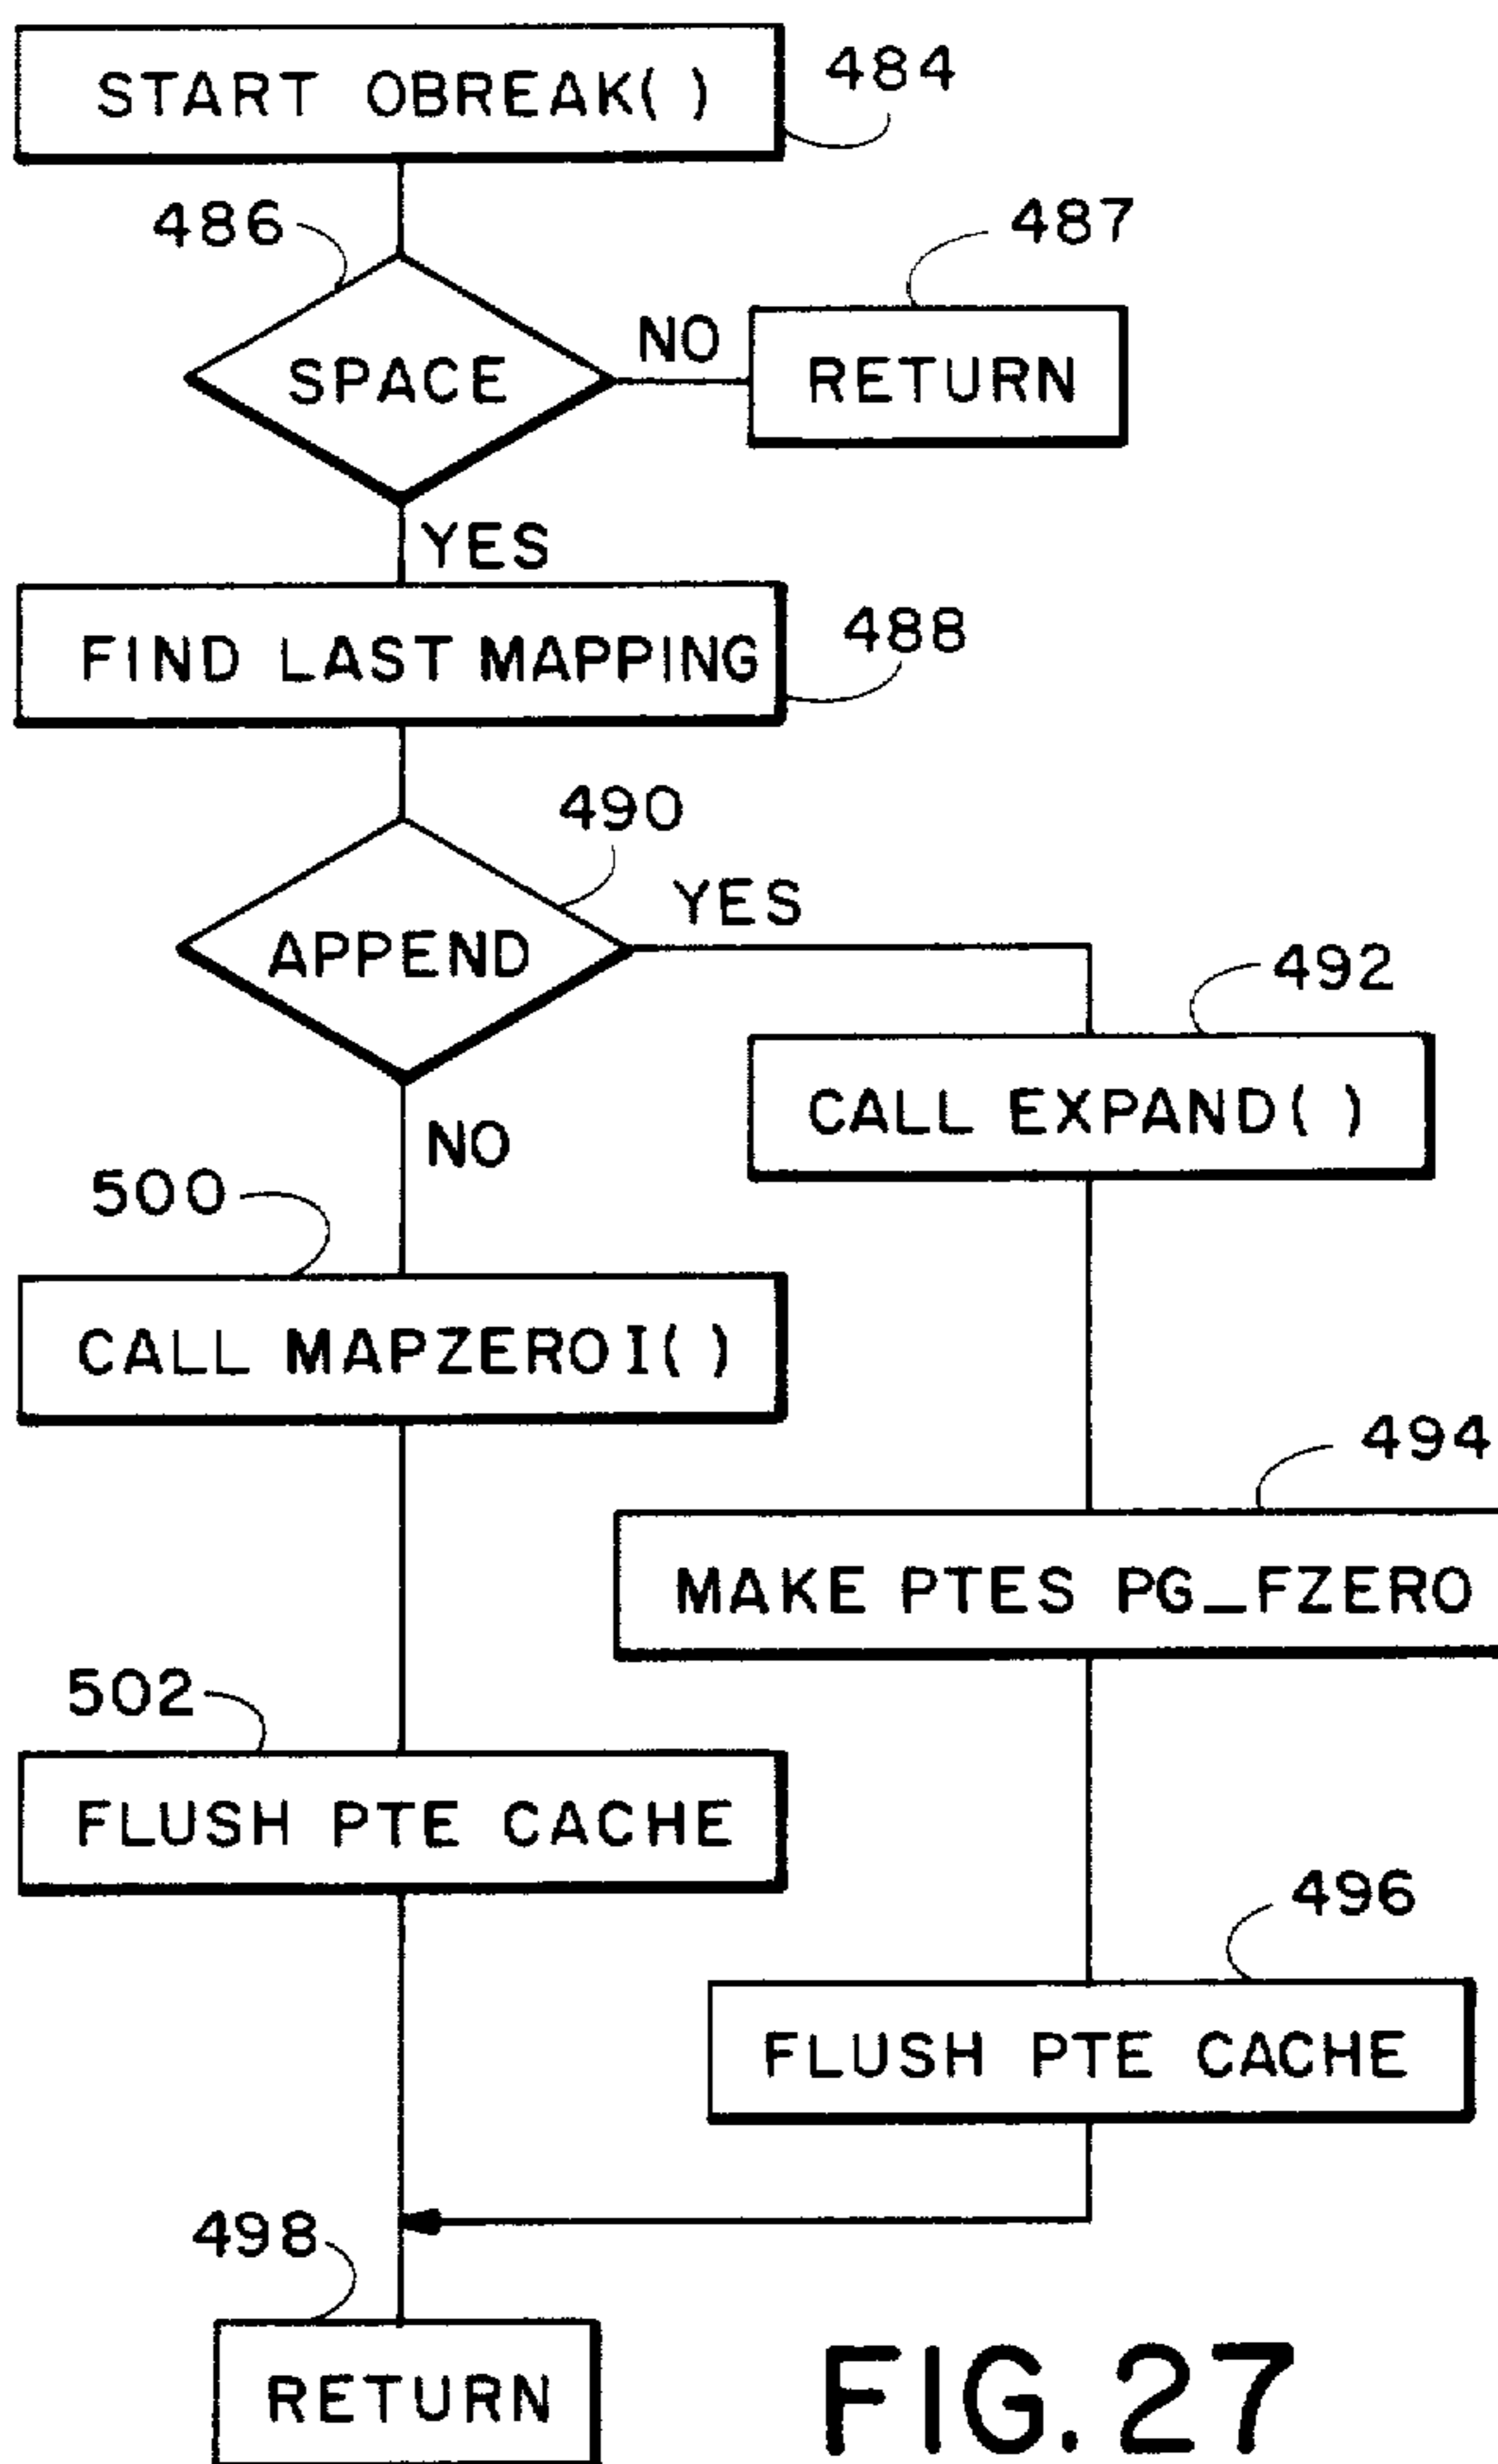 START OBREAK( )
484
486
487
SPACE
NO
RETURN
YES
FIND LAST MAPPING
488
490
APPEND
YES
492
CALL EXPAND( )
NO
500
CALL MAPZEROI( )
494
MAKE PTES PG_FZERO
502
FLUSH PTE CACHE
496
FLUSH PTE CACHE
498
RETURN
FIG. 27